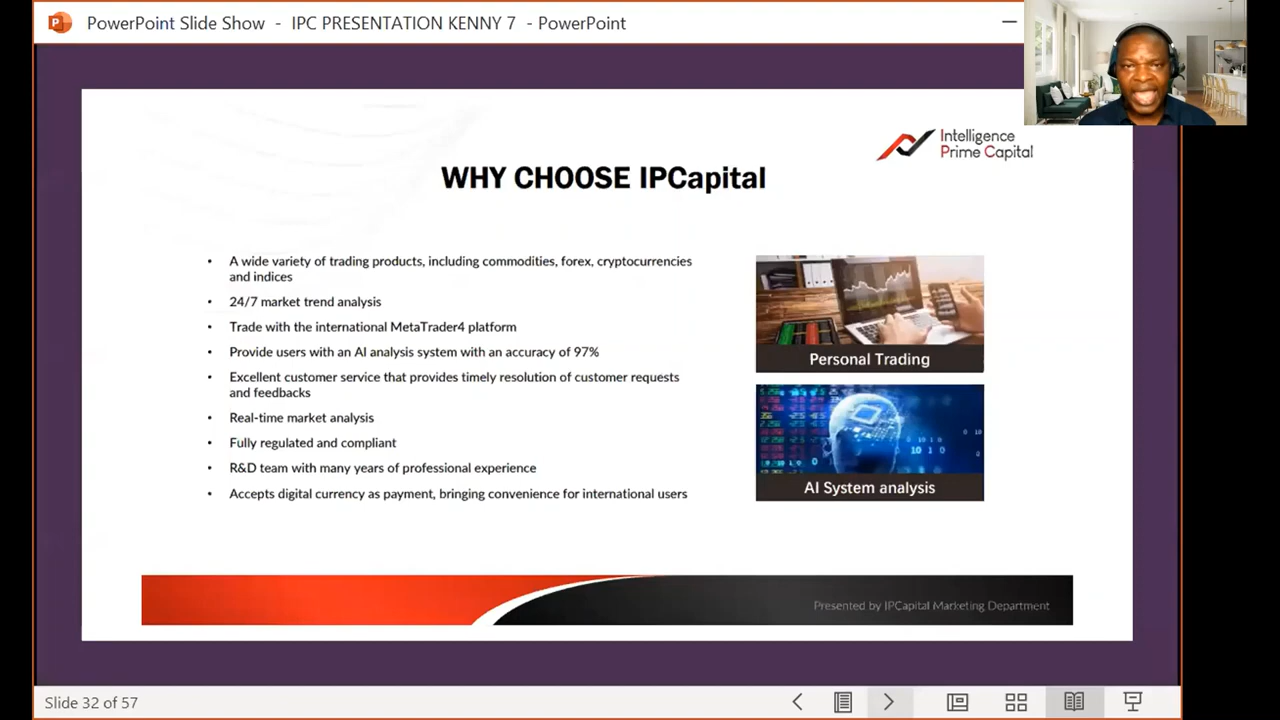 PowerPoint Slide Show - IPC PRESENTATION KENNY 7 - PowerPoint
Intelligence
Prime Capital
WHY CHOOSE IPCapital
• A wide variety of trading products, including commodities, forex, cryptocurrencies
and indices
• 24/7 market trend analysis
• Trade with the international MetaTrader4 platform
• Provide users with an AI analysis system with an accuracy of 97%
• Excellent customer service that provides timely resolution of customer requests
and feedbacks
• Real-time market analysis
• Fully regulated and compliant
• R&D team with many years of professional experience
• Accepts digital currency as payment, bringing convenience for international users
Personal Trading
AI System analysis
Presented by IPCapital Marketing Department
Slide 32 of 57